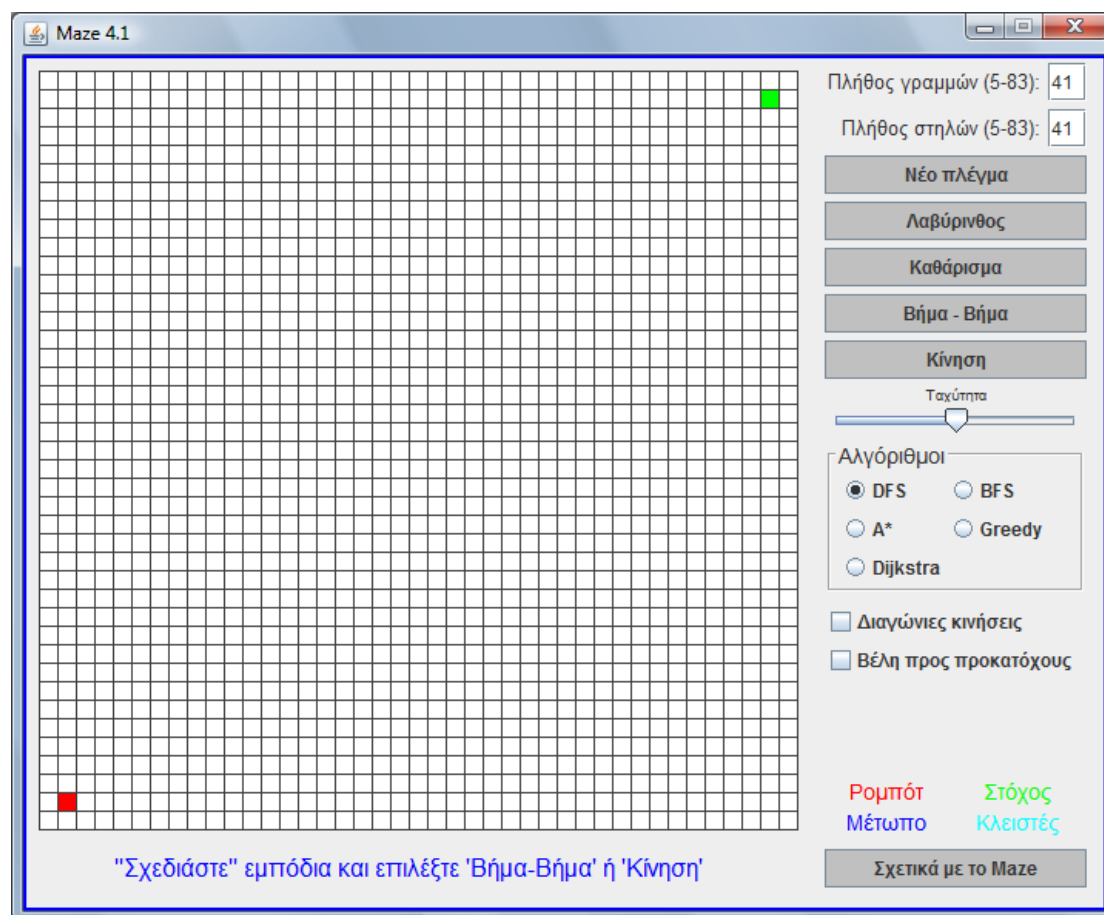 Maze 4.1
Πλήθος γραμμών (5-83): 41
Πλήθος στηλών (5-83): 41
Νέο πλέγμα
Λαβύρινθος
Καθάρισμα
Βήμα - Βήμα
Κίνηση
Ταχύτητα
Αλγόριθμοι
DFS BFS
A* Greedy
Dijkstra
Διαγώνιες κινήσεις
Βέλη προς προκατόχους
Ρομπότ Στόχος
Μέτωπο Κλειστές
"Σχεδιάστε" εμπόδια και επιλέξτε 'Βήμα-Βήμα' ή 'Κίνηση'
Σχετικά με το Maze